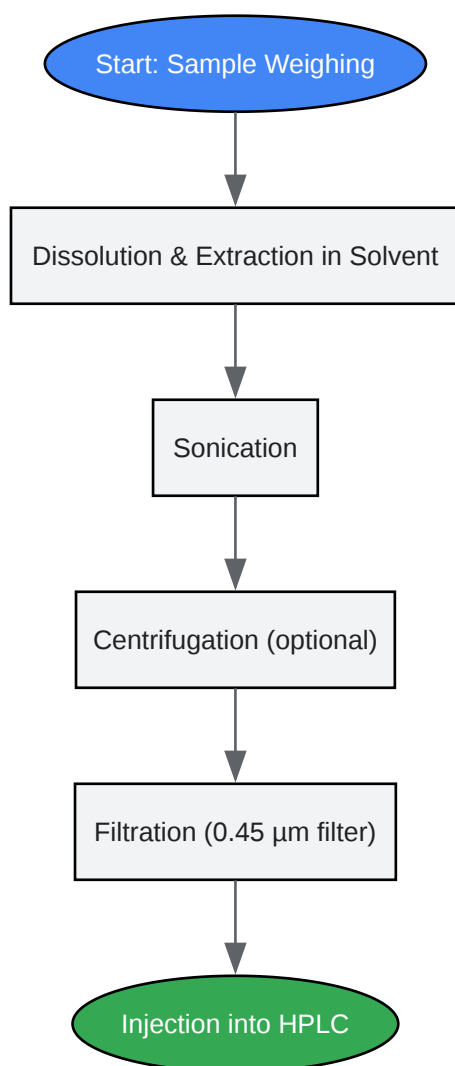 Start: Sample Weighing
Dissolution & Extraction in Solvent
Sonication
Centrifugation (optional)
Filtration (0.45 µm filter)
Injection into HPLC